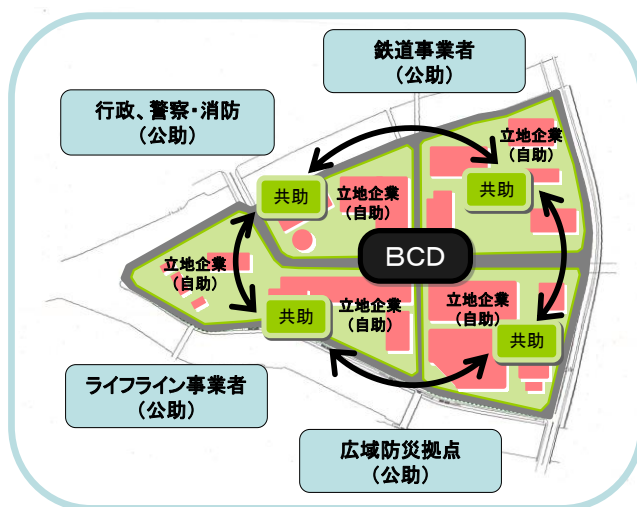 鉄道事業者
(公助)
行政、警察・消防
(公助)
立地企業
(自助)
共助
立地企業
(自助)
共助
BCD
立地企業
(自助)
共助
立地企業
(自助)
立地企業
(自助)
共助
ライフライン事業者
(公助)
広域防災拠点
(公助)